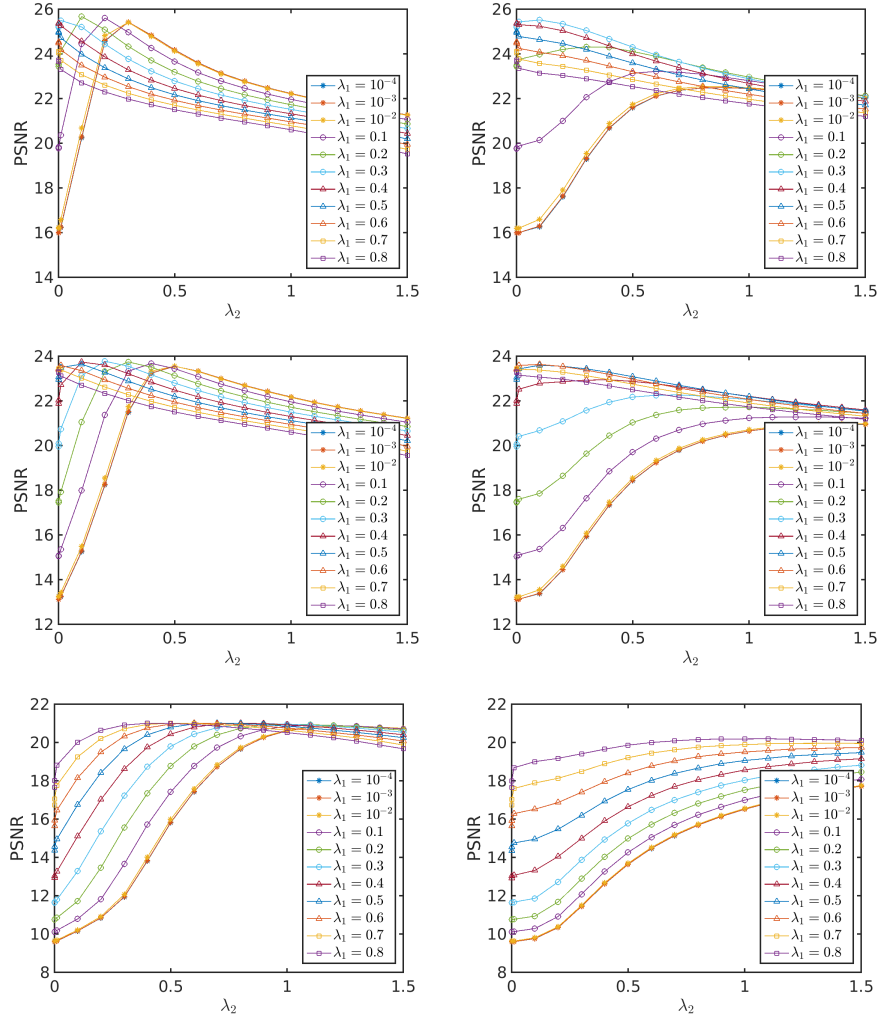 26
24
22
20
18
16
14
PSNR
0
0.5
1
1.5
λ₂
λ₁ = 10⁻⁴
λ₁ = 10⁻³
λ₁ = 10⁻²
λ₁ = 0.1
λ₁ = 0.2
λ₁ = 0.3
λ₁ = 0.4
λ₁ = 0.5
λ₁ = 0.6
λ₁ = 0.7
λ₁ = 0.8
26
24
22
20
18
16
14
PSNR
0
0.5
1
1.5
λ₂
λ₁ = 10⁻⁴
λ₁ = 10⁻³
λ₁ = 10⁻²
λ₁ = 0.1
λ₁ = 0.2
λ₁ = 0.3
λ₁ = 0.4
λ₁ = 0.5
λ₁ = 0.6
λ₁ = 0.7
λ₁ = 0.8
24
22
20
18
16
14
12
PSNR
0
0.5
1
1.5
λ₂
λ₁ = 10⁻⁴
λ₁ = 10⁻³
λ₁ = 10⁻²
λ₁ = 0.1
λ₁ = 0.2
λ₁ = 0.3
λ₁ = 0.4
λ₁ = 0.5
λ₁ = 0.6
λ₁ = 0.7
λ₁ = 0.8
24
22
20
18
16
14
12
PSNR
0
0.5
1
1.5
λ₂
λ₁ = 10⁻⁴
λ₁ = 10⁻³
λ₁ = 10⁻²
λ₁ = 0.1
λ₁ = 0.2
λ₁ = 0.3
λ₁ = 0.4
λ₁ = 0.5
λ₁ = 0.6
λ₁ = 0.7
λ₁ = 0.8
22
20
18
16
14
12
10
8
PSNR
0
0.5
1
1.5
λ₂
λ₁ = 10⁻⁴
λ₁ = 10⁻³
λ₁ = 10⁻²
λ₁ = 0.1
λ₁ = 0.2
λ₁ = 0.3
λ₁ = 0.4
λ₁ = 0.5
λ₁ = 0.6
λ₁ = 0.7
λ₁ = 0.8
22
20
18
16
14
12
10
8
PSNR
0
0.5
1
1.5
λ₂
λ₁ = 10⁻⁴
λ₁ = 10⁻³
λ₁ = 10⁻²
λ₁ = 0.1
λ₁ = 0.2
λ₁ = 0.3
λ₁ = 0.4
λ₁ = 0.5
λ₁ = 0.6
λ₁ = 0.7
λ₁ = 0.8